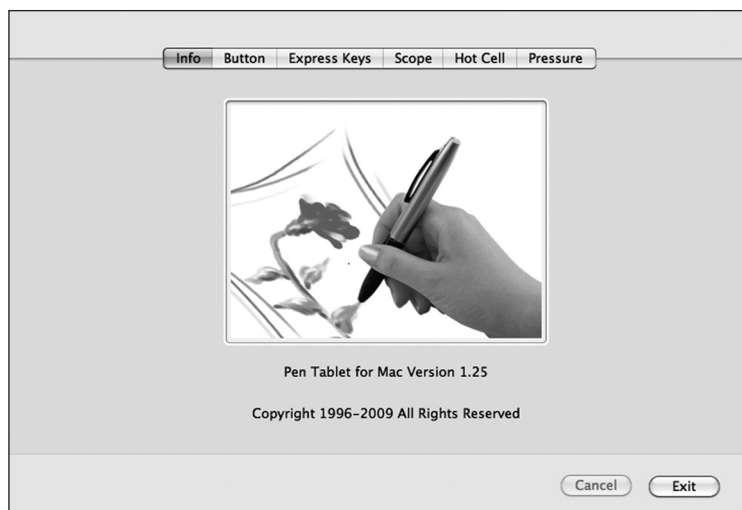 Info Button Express Keys Scope Hot Cell Pressure
Pen Tablet for Mac Version 1.25
Copyright 1996-2009 All Rights Reserved
Cancel Exit